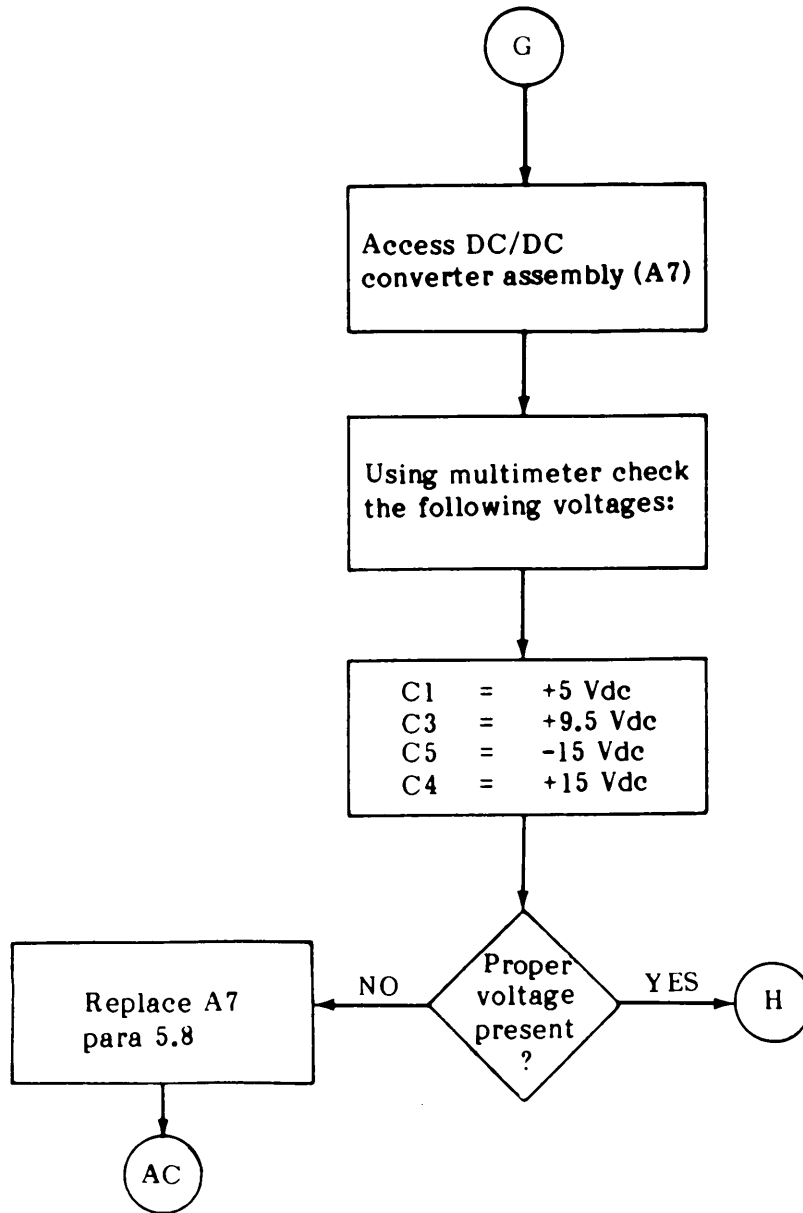 G
Access DC/DC
converter assembly (A7)
Using multimeter check
the following voltages:
C1 = +5 Vdc
C3 = +9.5 Vdc
C5 = -15 Vdc
C4 = +15 Vdc
Proper
voltage
present
?
NO
YES
H
Replace A7
para 5.8
AC